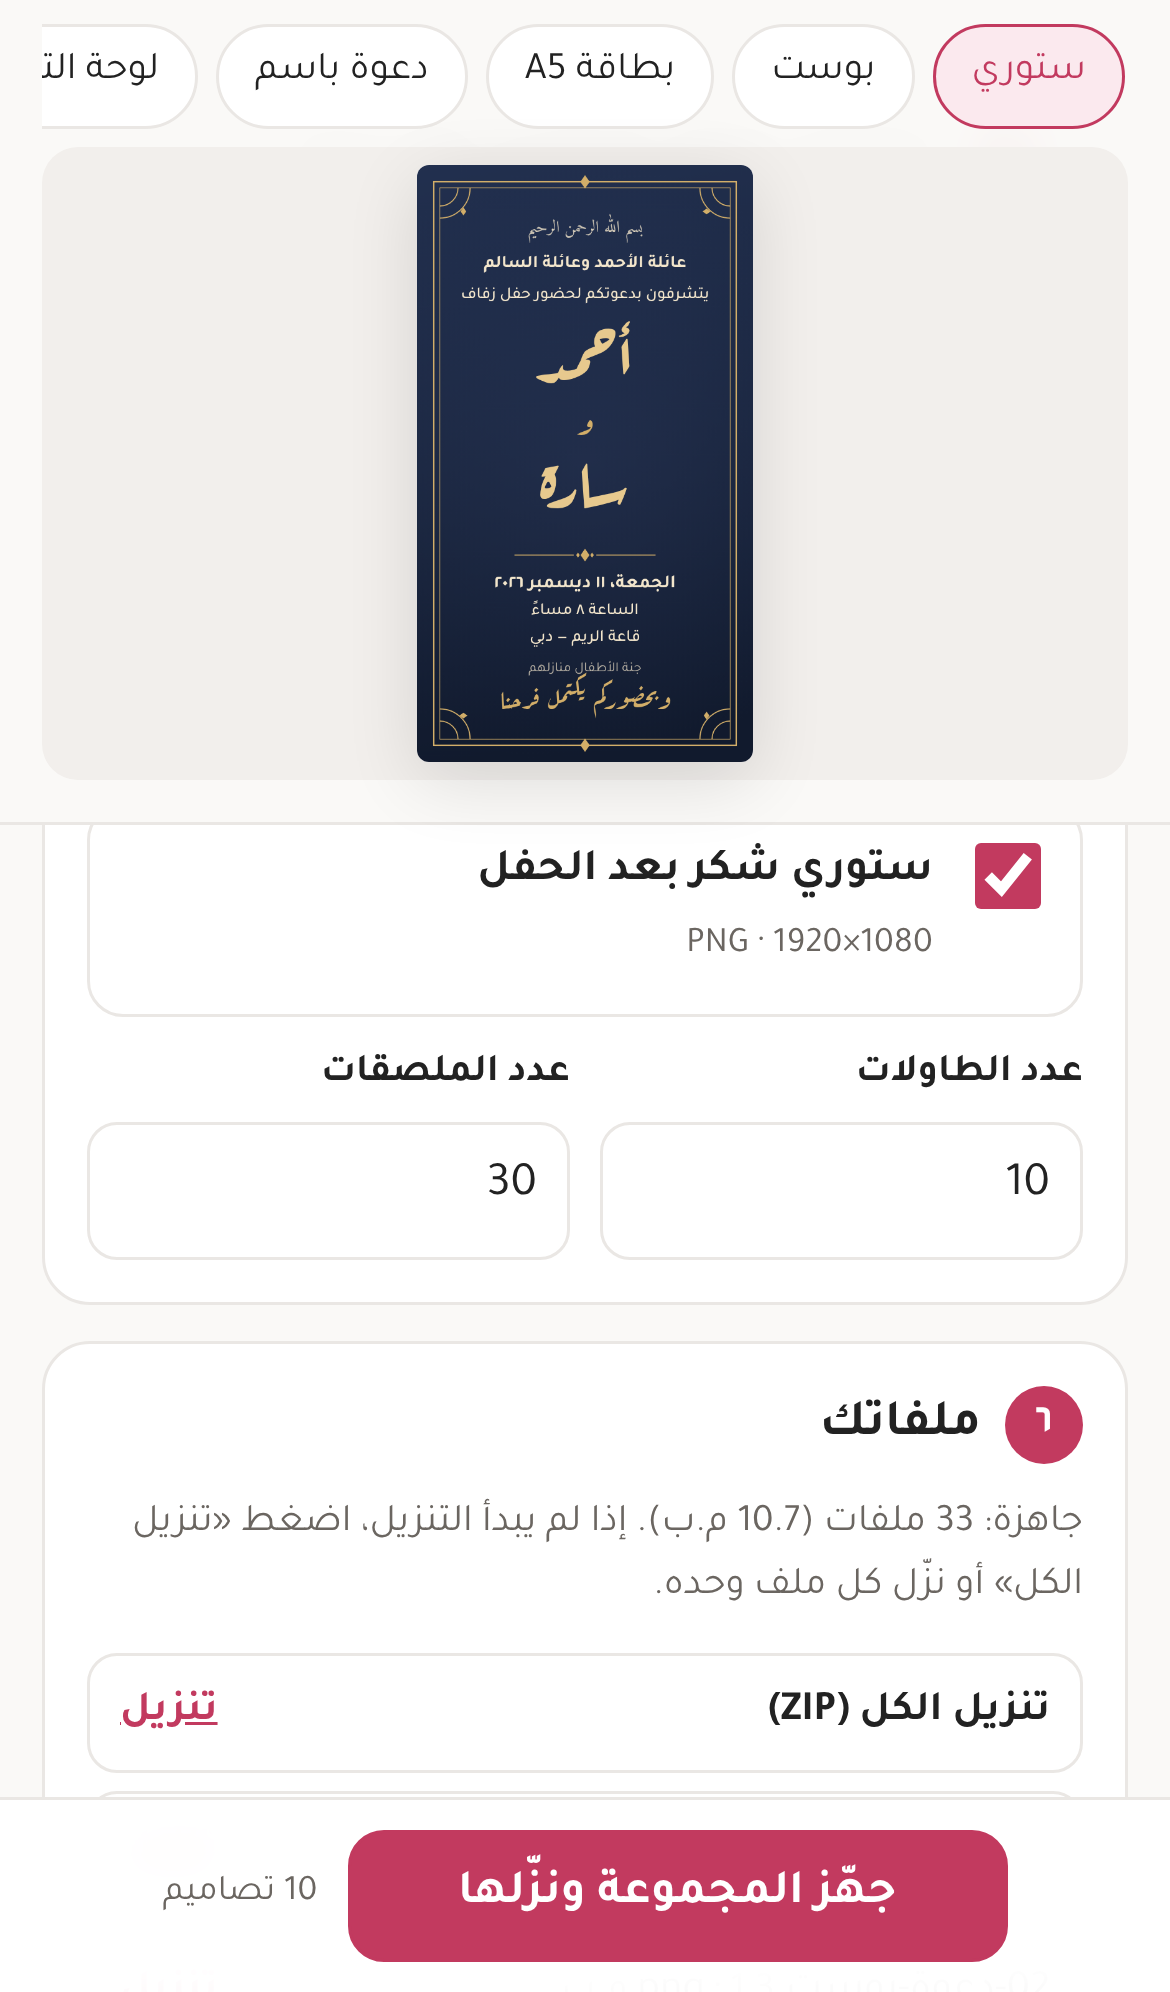 ستوري
بوست
بطاقة A5
دعوة باسم
لوحة
بسم الله الرحمن الرحيم
عائلة الأحمد وعائلة السالم
يتشرفون بدعوتكم لحضور حفل زفاف
أحمد
و
سارة
الجمعة، ١١ ديسمبر ٢٠٢٦
الساعة ٨ مساءً
قاعة الريم – دبي
جنة الأطفال منازلهم
وبحضوركم يكتمل فرحنا
ستوري شكر بعد الحفل
PNG · 1920×1080
عدد الطاولات
عدد الملصقات
10
30
٦
ملفاتك
جاهزة: 33 ملفات (10.7 م.ب). إذا لم يبدأ التنزيل، اضغط «تنزيل
الكل» أو نزّل كل ملف وحده.
تنزيل الكل (ZIP)
تنزيل
جهّز المجموعة ونزّلها
10 تصاميم